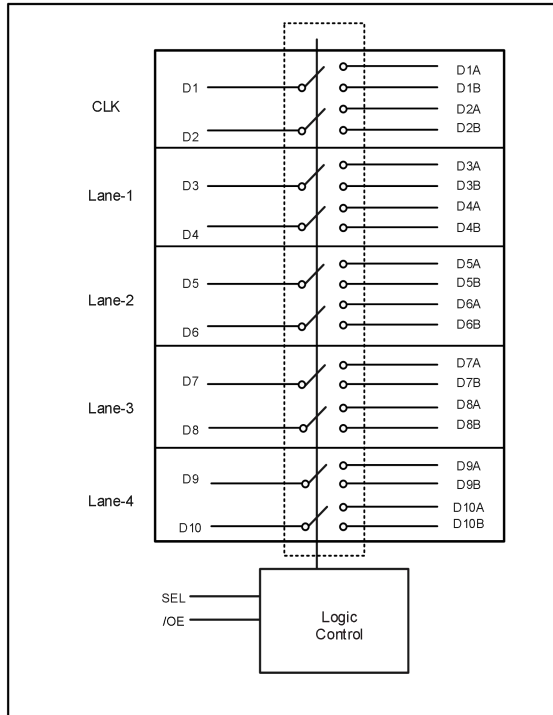 CLK
D1
D1A
D1B
D2
D2A
D2B
Lane-1
D3
D3A
D3B
D4
D4A
D4B
Lane-2
D5
D5A
D5B
D6
D6A
D6B
Lane-3
D7
D7A
D7B
D8
D8A
D8B
Lane-4
D9
D9A
D9B
D10
D10A
D10B
SEL
/OE
Logic
Control